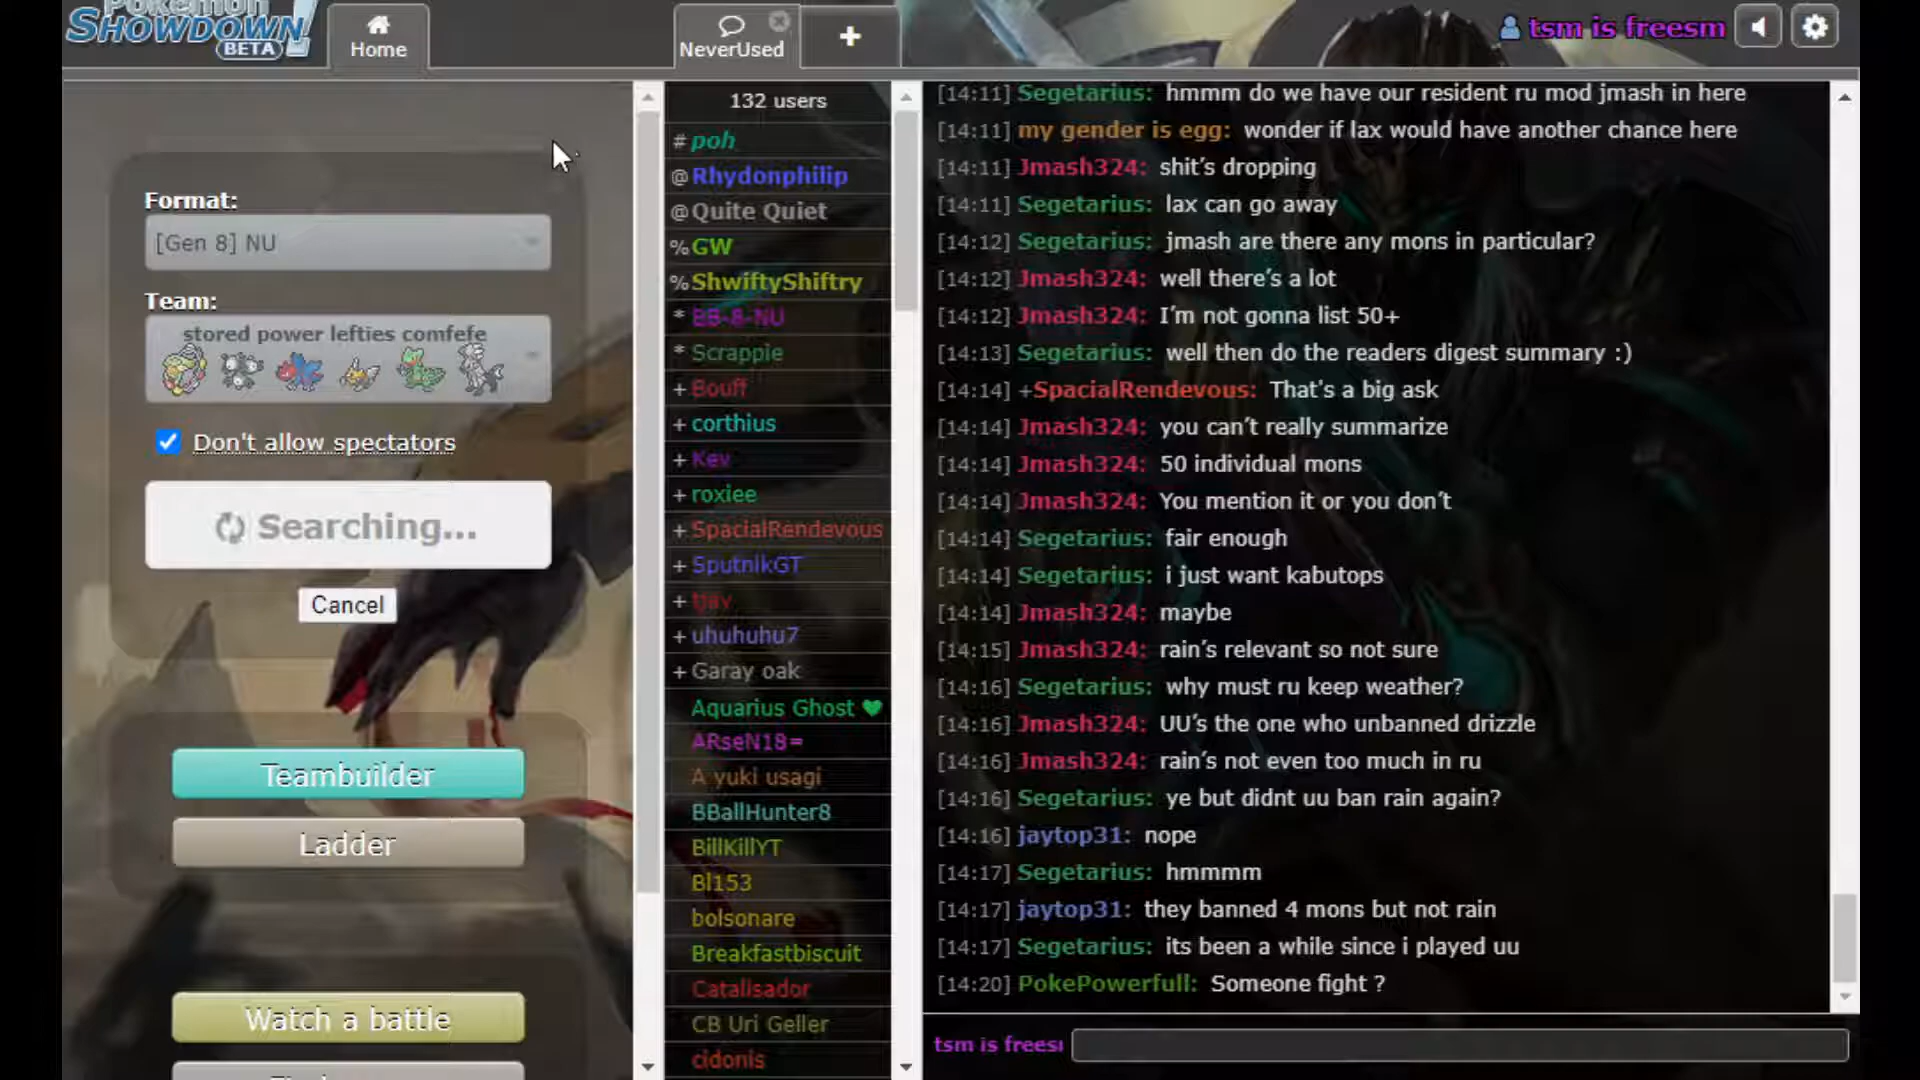 Pokémon
SHOWDOWN!
BETA
Home
NeverUsed
+
tsm is freesm
Format:
[Gen 8] NU
Team:
stored power lefties comfefe
Don't allow spectators
Searching...
Cancel
Teambuilder
Ladder
Watch a battle
132 users
#poh
@Rhydonphilip
@Quite Quiet
%GW
%ShwiftyShiftry
*BB-8-NU
*Scrappie
+Bouff
+corthius
+Kev
+roxiee
+SpacialRendevous
+SputnikGT
+tjay
+uhuhuhu7
+Garay oak
Aquarius Ghost
ARseN18=
A yuki usagi
BBallHunter8
BillKillYT
Bl153
bolsonare
Breakfastbiscuit
Catalisador
CB Uri Geller
cidonis
[14:11] Segetarius: hmmm do we have our resident ru mod jmash in here
[14:11] my gender is egg: wonder if lax would have another chance here
[14:11] Jmash324: shit's dropping
[14:11] Segetarius: lax can go away
[14:12] Segetarius: jmash are there any mons in particular?
[14:12] Jmash324: well there's a lot
[14:12] Jmash324: I'm not gonna list 50+
[14:13] Segetarius: well then do the readers digest summary :)
[14:14] +SpacialRendevous: That's a big ask
[14:14] Jmash324: you can't really summarize
[14:14] Jmash324: 50 individual mons
[14:14] Jmash324: You mention it or you don't
[14:14] Segetarius: fair enough
[14:14] Segetarius: i just want kabutops
[14:14] Jmash324: maybe
[14:15] Jmash324: rain's relevant so not sure
[14:16] Segetarius: why must ru keep weather?
[14:16] Jmash324: UU's the one who unbanned drizzle
[14:16] Jmash324: rain's not even too much in ru
[14:16] Segetarius: ye but didnt uu ban rain again?
[14:16] jaytop31: nope
[14:17] Segetarius: hmmmm
[14:17] jaytop31: they banned 4 mons but not rain
[14:17] Segetarius: its been a while since i played uu
[14:20] PokePowerfull: Someone fight ?
tsm is freesı